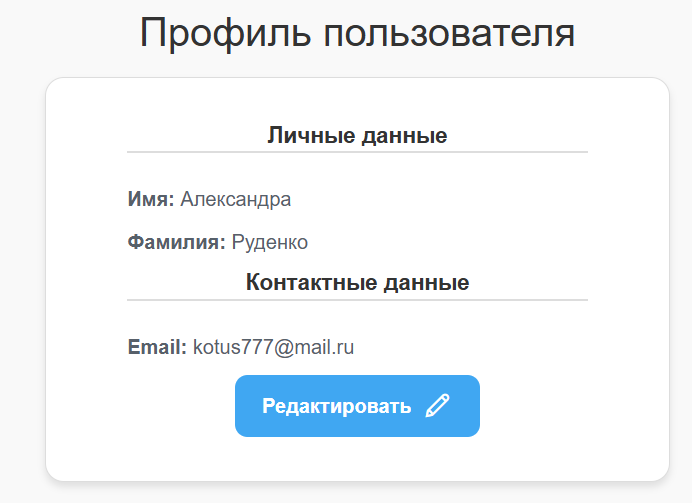 Профиль пользователя
Личные данные
Имя: Александра
Фамилия: Руденко
Контактные данные
Email: kotus777@mail.ru
Редактировать